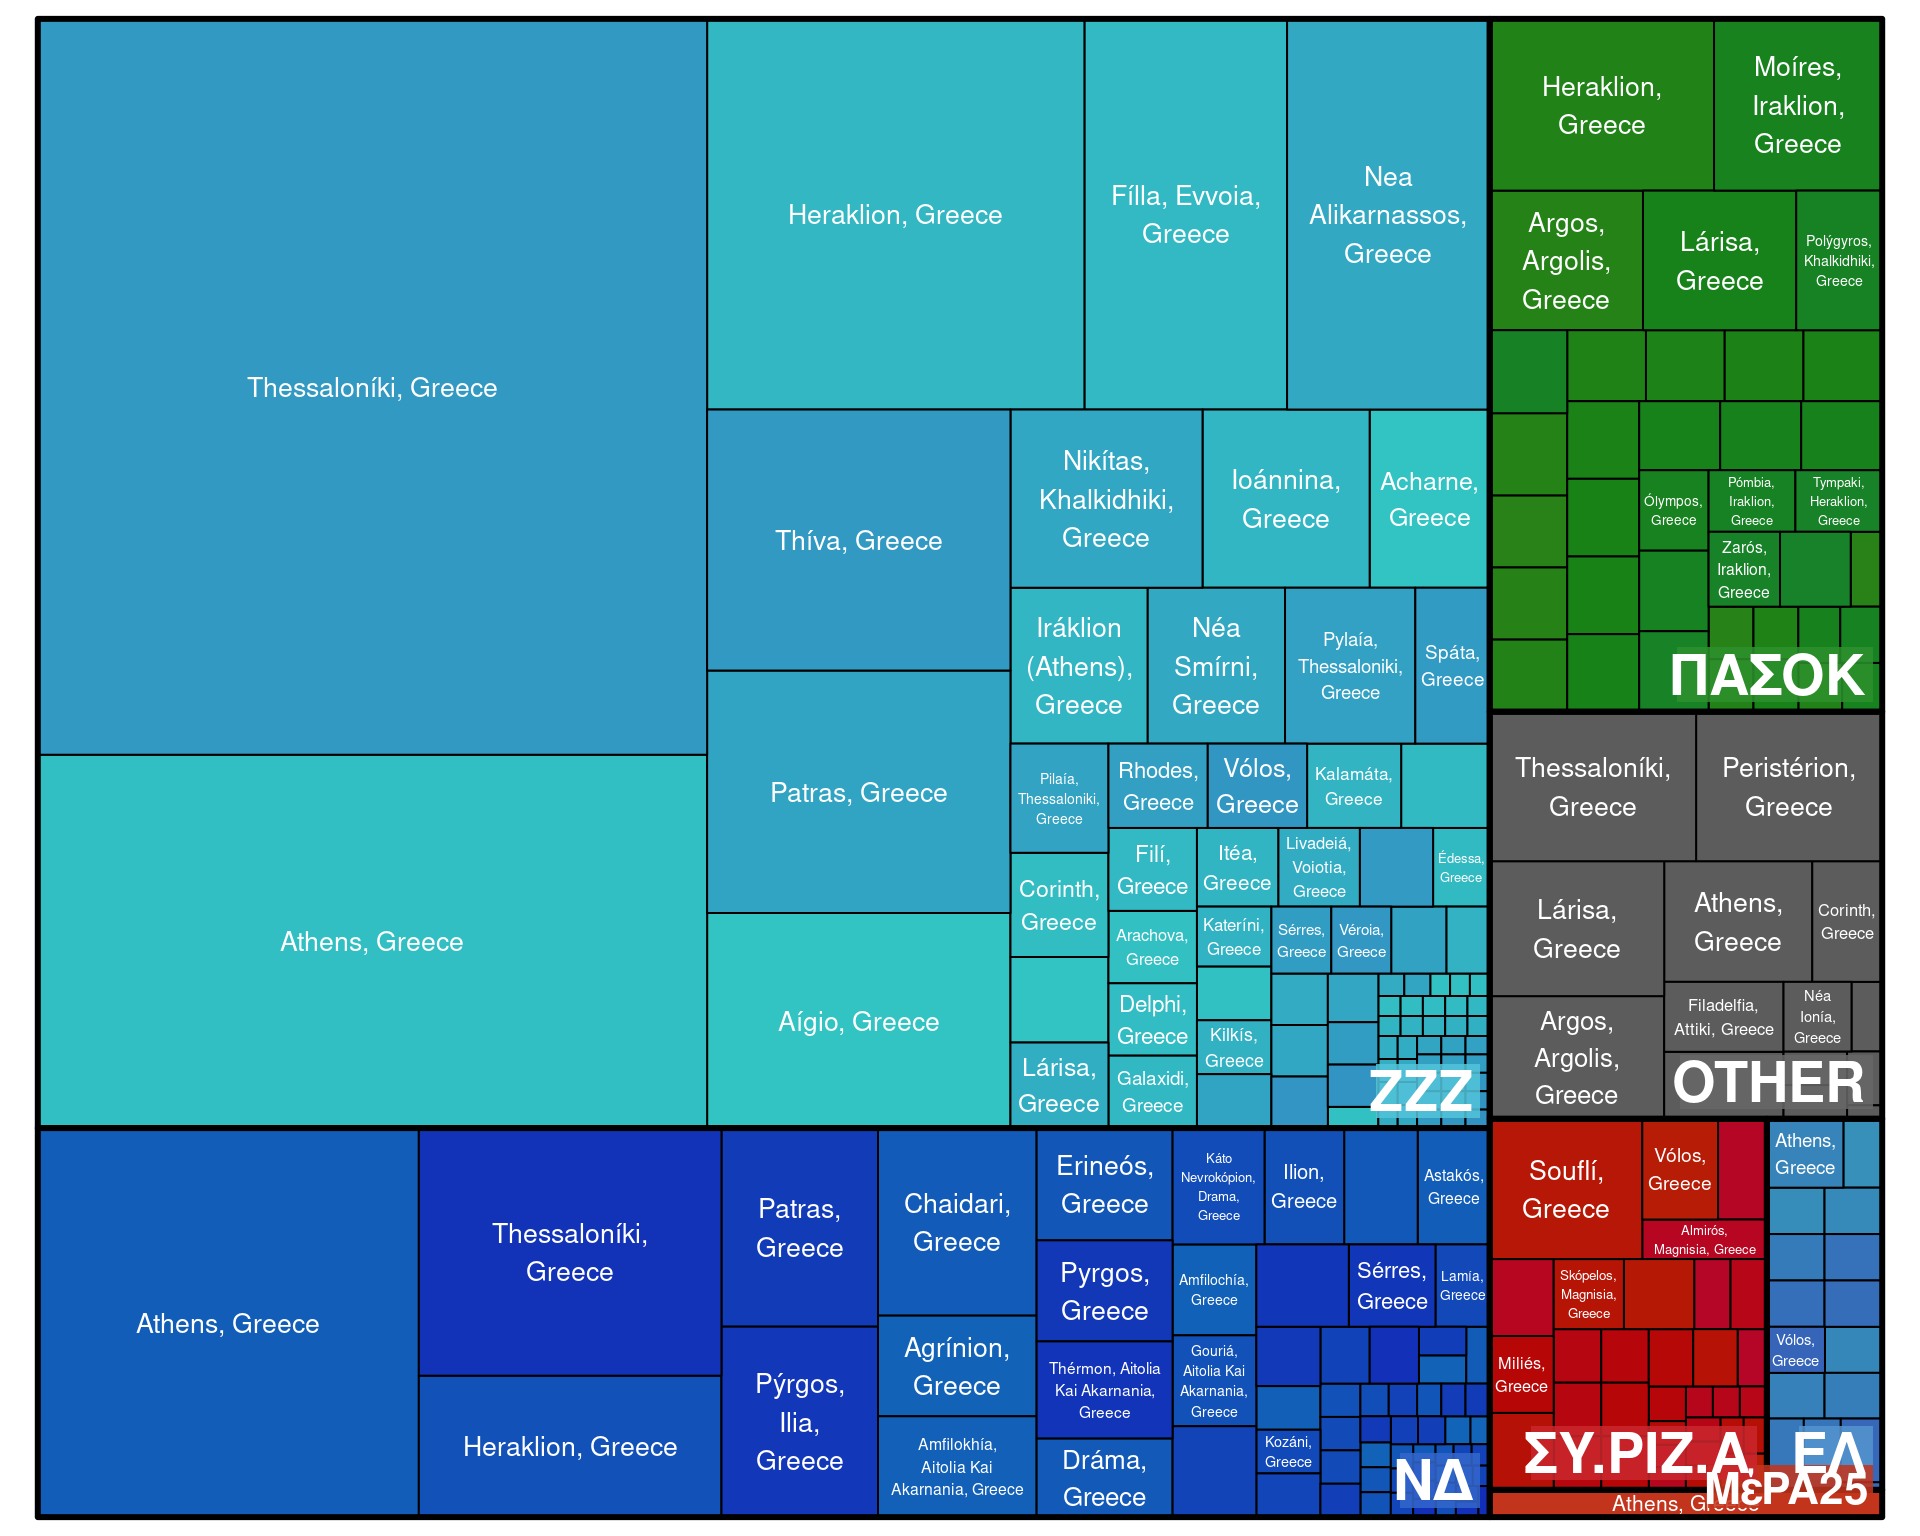 Thessaloníki, Greece
Athens, Greece
Heraklion, Greece
Fílla, Evvoia,
Greece
Nea
Alikarnassos,
Greece
Thíva, Greece
Patras, Greece
Aígio, Greece
Nikítas,
Khalkidhiki,
Greece
Ioánnina,
Greece
Acharne,
Greece
Iráklion
(Athens),
Greece
Néa
Smírni,
Greece
Pylaía,
Thessaloniki,
Greece
Spáta,
Greece
Pilaía,
Thessaloniki,
Greece
Rhodes,
Greece
Vólos,
Greece
Kalamáta,
Greece
Corinth,
Greece
Filí,
Greece
Itéa,
Greece
Livadeiá,
Voiotia,
Greece
Édessa,
Greece
Arachova,
Greece
Kateríni,
Greece
Sérres,
Greece
Véroia,
Greece
Delphi,
Greece
Kilkís,
Greece
Lárisa,
Greece
Galaxidi,
Greece
ZZZ
Athens, Greece
Thessaloníki,
Greece
Heraklion, Greece
Patras,
Greece
Pýrgos,
Ilia,
Greece
Chaidari,
Greece
Agrínion,
Greece
Amfilokhía,
Aitolia Kai
Akarnania, Greece
Erineós,
Greece
Pyrgos,
Greece
Thérmon, Aitolia
Kai Akarnania,
Greece
Dráma,
Greece
Káto
Nevrokópion,
Drama,
Greece
Ilion,
Greece
Astakós,
Greece
Amfilochía,
Greece
Sérres,
Greece
Lamía,
Greece
Gouriá,
Aitolia Kai
Akarnania,
Greece
Kozáni,
Greece
ΝΔ
Heraklion,
Greece
Moíres,
Iraklion,
Greece
Argos,
Argolis,
Greece
Lárisa,
Greece
Polýgyros,
Khalkidhiki,
Greece
Ólympos,
Greece
Pómbia,
Iraklion,
Greece
Tympaki,
Heraklion,
Greece
Zarós,
Iraklion,
Greece
ΠΑΣΟΚ
Thessaloníki,
Greece
Peristérion,
Greece
Lárisa,
Greece
Athens,
Greece
Corinth,
Greece
Argos,
Argolis,
Greece
Filadelfia,
Attiki, Greece
Néa
Ionía,
Greece
OTHER
Souflí,
Greece
Vólos,
Greece
Almirós,
Magnisia, Greece
Skópelos,
Magnisia,
Greece
Miliés,
Greece
ΣΥ.ΡΙΖ.Α
Athens,
Greece
Vólos,
Greece
ΕΛ
Athens, Greece
ΜέΡΑ25